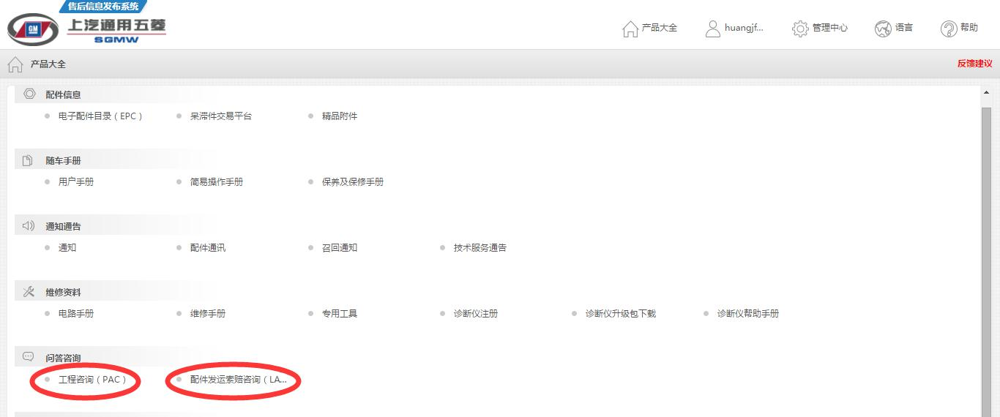 售后信息发布系统
GM
上汽通用五菱
SGMW
产品大全 huangjf... 管理中心 语言 帮助
产品大全 反馈建议
配件信息
电子配件目录（EPC） 呆滞件交易平台 精品附件
随车手册
用户手册 简易操作手册 保养及保修手册
通知通告
通知 配件通讯 召回通知 技术服务通告
维修资料
电路手册 维修手册 专用工具 诊断仪注册 诊断仪升级包下载 诊断仪帮助手册
问答咨询
工程咨询（PAC） 配件发运索赔咨询（LA...